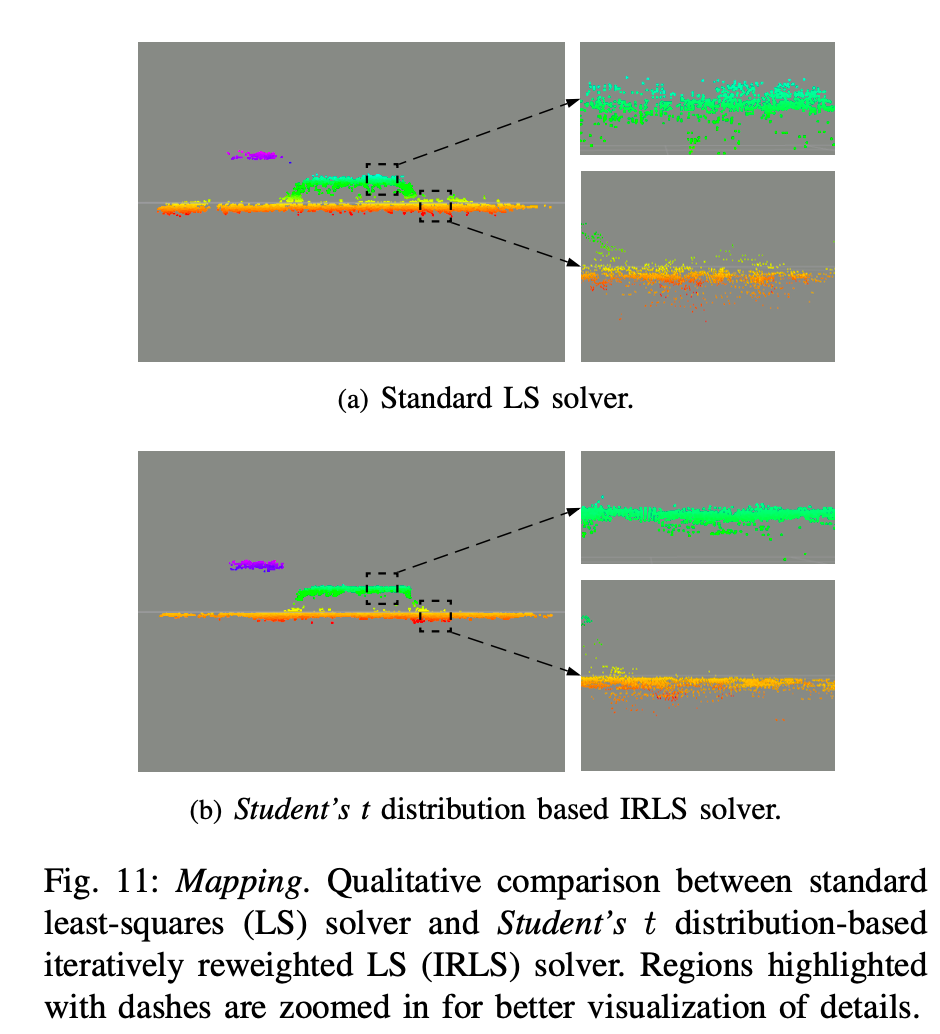 (a) Standard LS solver.
(b) Student's t distribution based IRLS solver.
Fig. 11: Mapping. Qualitative comparison between standard
least-squares (LS) solver and Student's t distribution-based
iteratively reweighted LS (IRLS) solver. Regions highlighted
with dashes are zoomed in for better visualization of details.